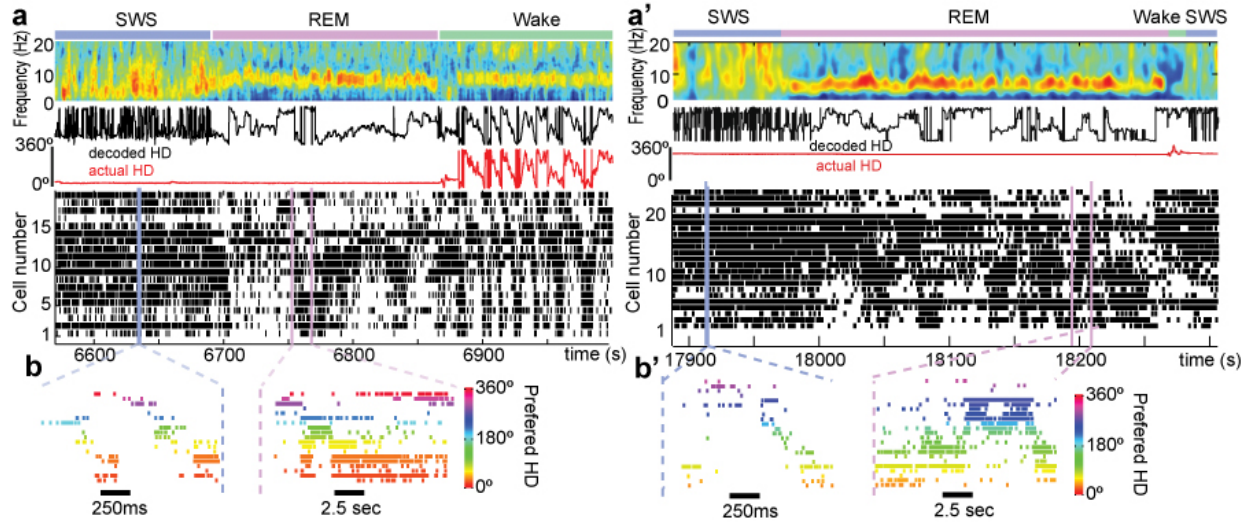 a
SWS REM Wake
Frequency (Hz)
20
10
0
decoded HD
actual HD
360º
0º
Cell number
15
10
5
1
6600 6700 6800 6900 time (s)
b
250ms 2.5 sec
360º
180º
0º
Preferred HD
a’
SWS REM Wake SWS
Frequency (Hz)
20
10
0
decoded HD
actual HD
360º
0º
Cell number
20
10
1
17900 18000 18100 18200 time (s)
b’
250ms 2.5 sec
360º
180º
0º
Preferred HD